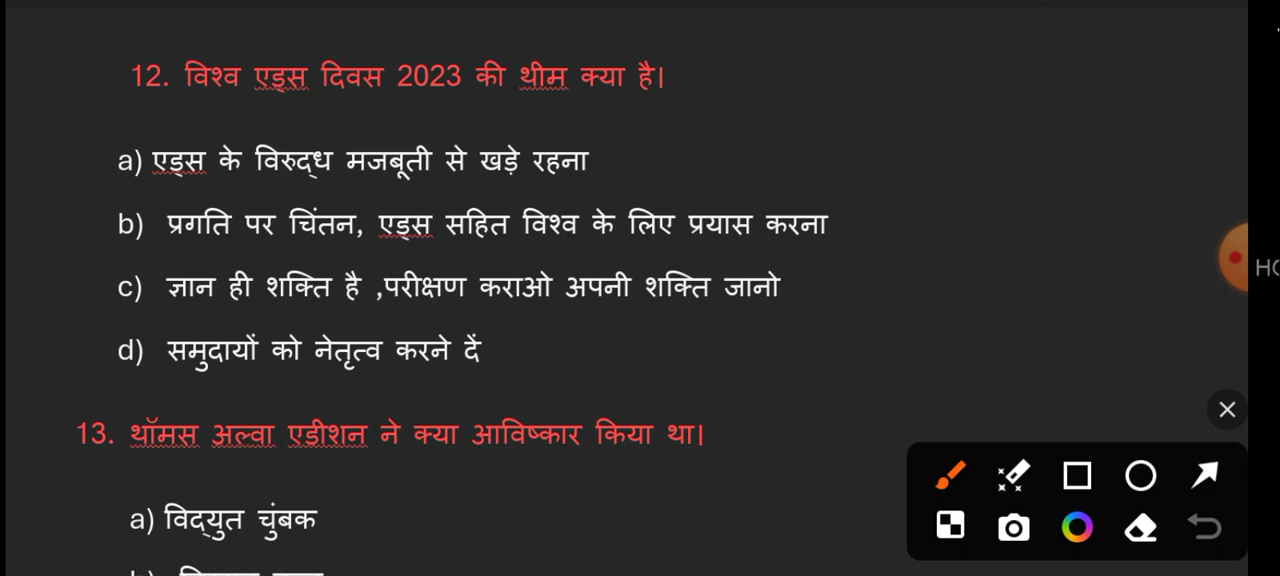 12. विश्व एड्स दिवस 2023 की थीम क्या है।
a) एड्स के विरुद्ध मजबूती से खड़े रहना
b) प्रगति पर चिंतन, एड्स सहित विश्व के लिए प्रयास करना
c) ज्ञान ही शक्ति है ,परीक्षण कराओ अपनी शक्ति जानो
d) समुदायों को नेतृत्व करने दें
13. थॉमस अल्वा एडीशन ने क्या आविष्कार किया था।
a) विद्युत चुंबक